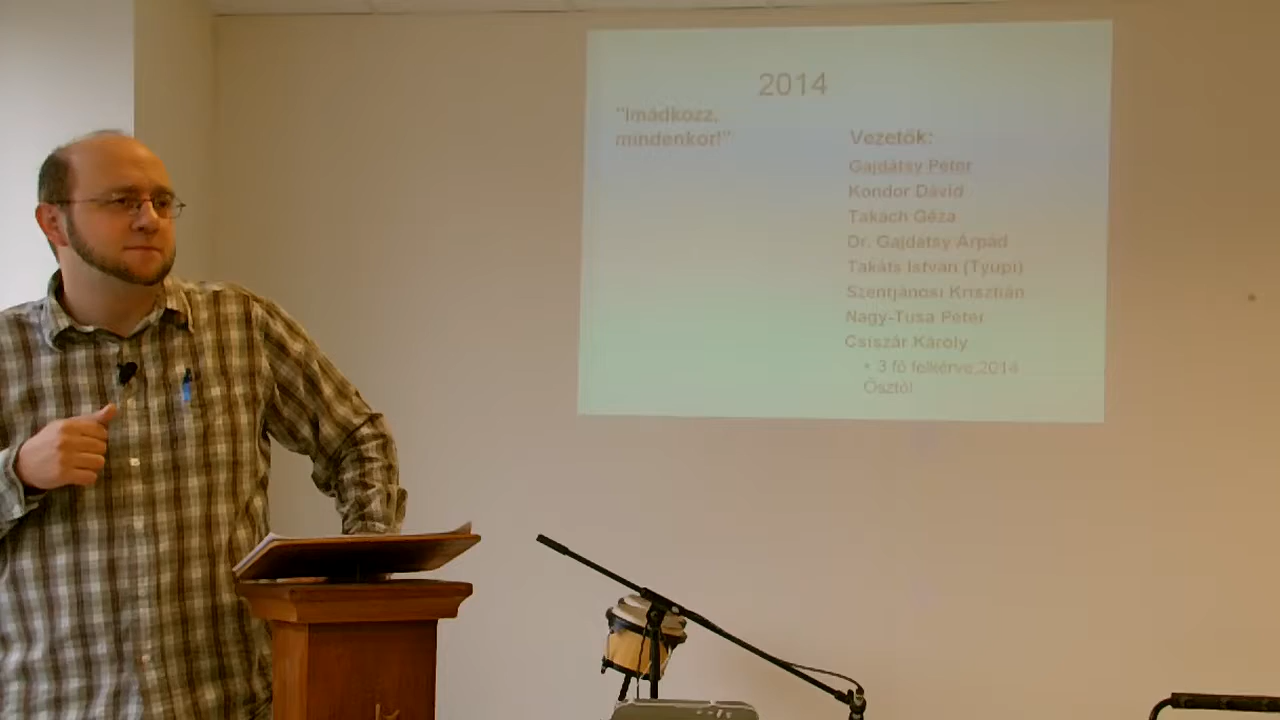 2014
"Imádkozz,
mindenkor!"
Vezetők:
Gajdátsy Péter
Kondor Dávid
Takách Géza
Dr. Gajdátsy Árpád
Takáts István (Tyupi)
Szentjánosi Krisztián
Nagy-Tusa Péter
Csiszár Károly
• 3 fő felkérve,2014
Ősztől